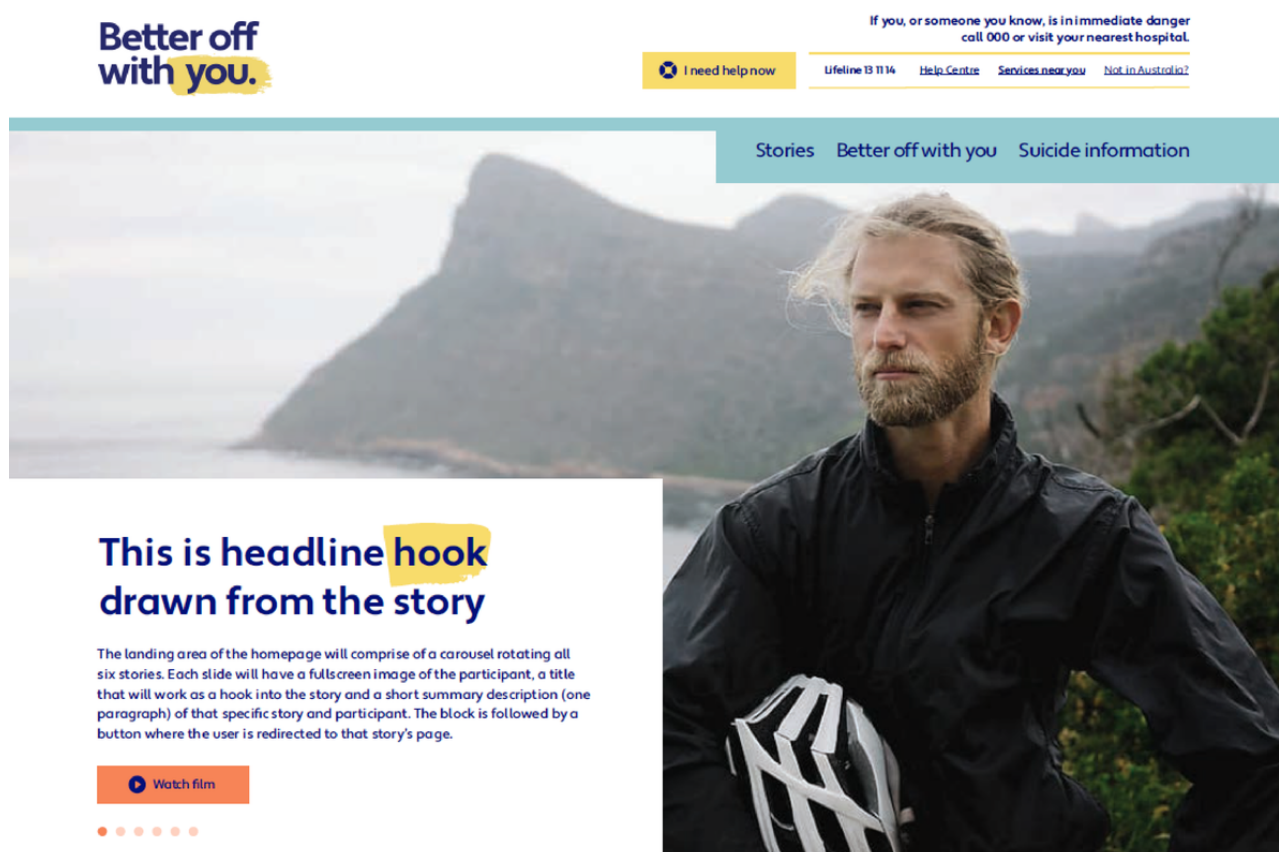 Better off
with you.
If you, or someone you know, is in immediate danger
call 000 or visit your nearest hospital.
I need help now
Lifeline 13 11 14
Help Centre
Services near you
Not in Australia?
Stories
Better off with you
Suicide information
This is headline hook
drawn from the story
The landing area of the homepage will comprise of a carousel rotating all
six stories. Each slide will have a fullscreen image of the participant, a title
that will work as a hook into the story and a short summary description (one
paragraph) of that specific story and participant. The block is followed by a
button where the user is redirected to that story's page.
Watch film